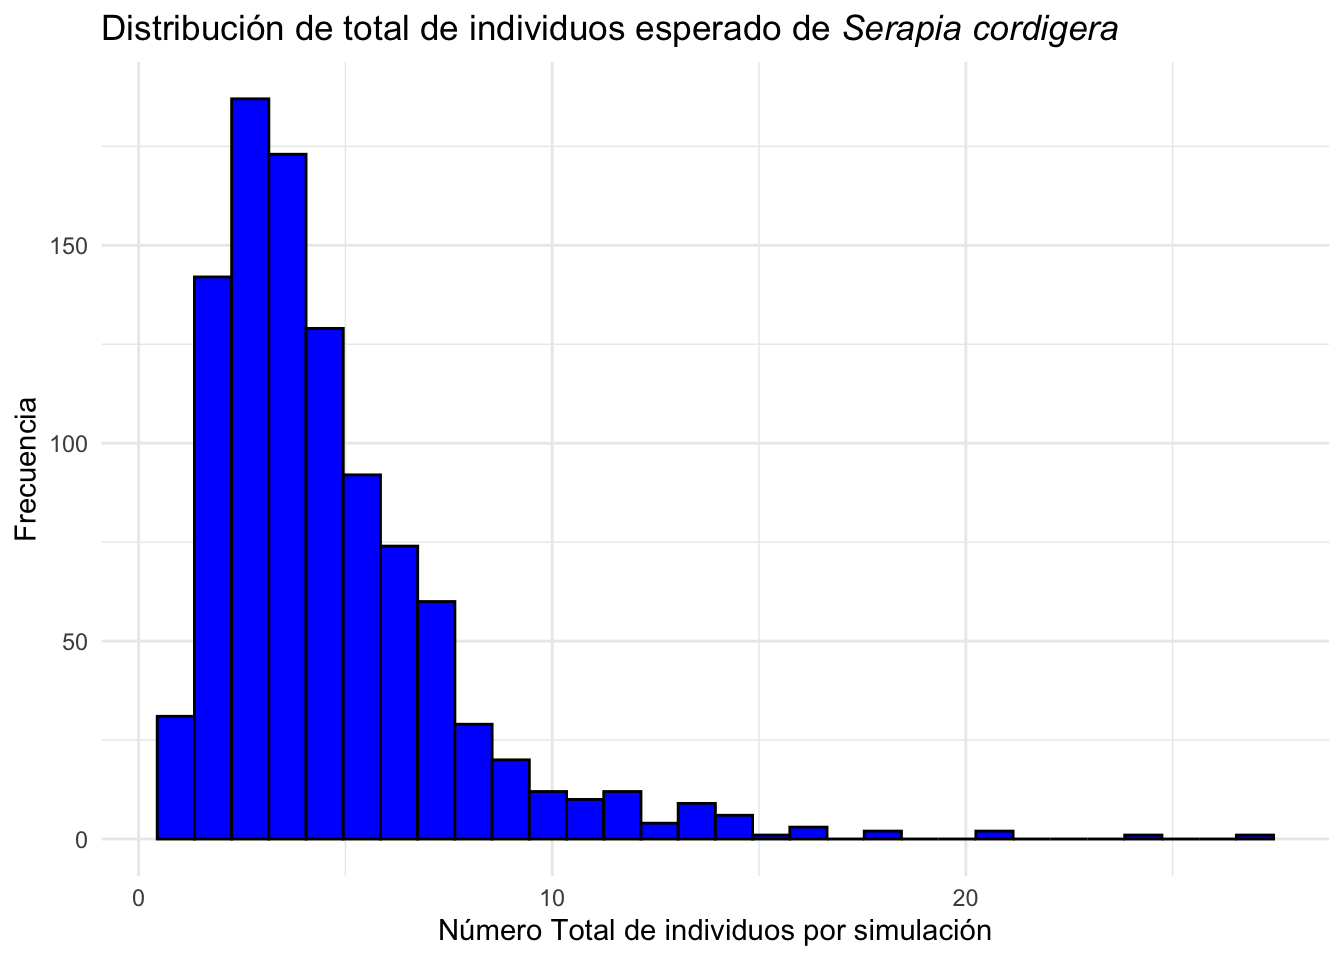 Distribución de total de individuos esperado de Serapia cordigera
150
100
50
0
Frecuencia
0 10 20
Número Total de individuos por simulación